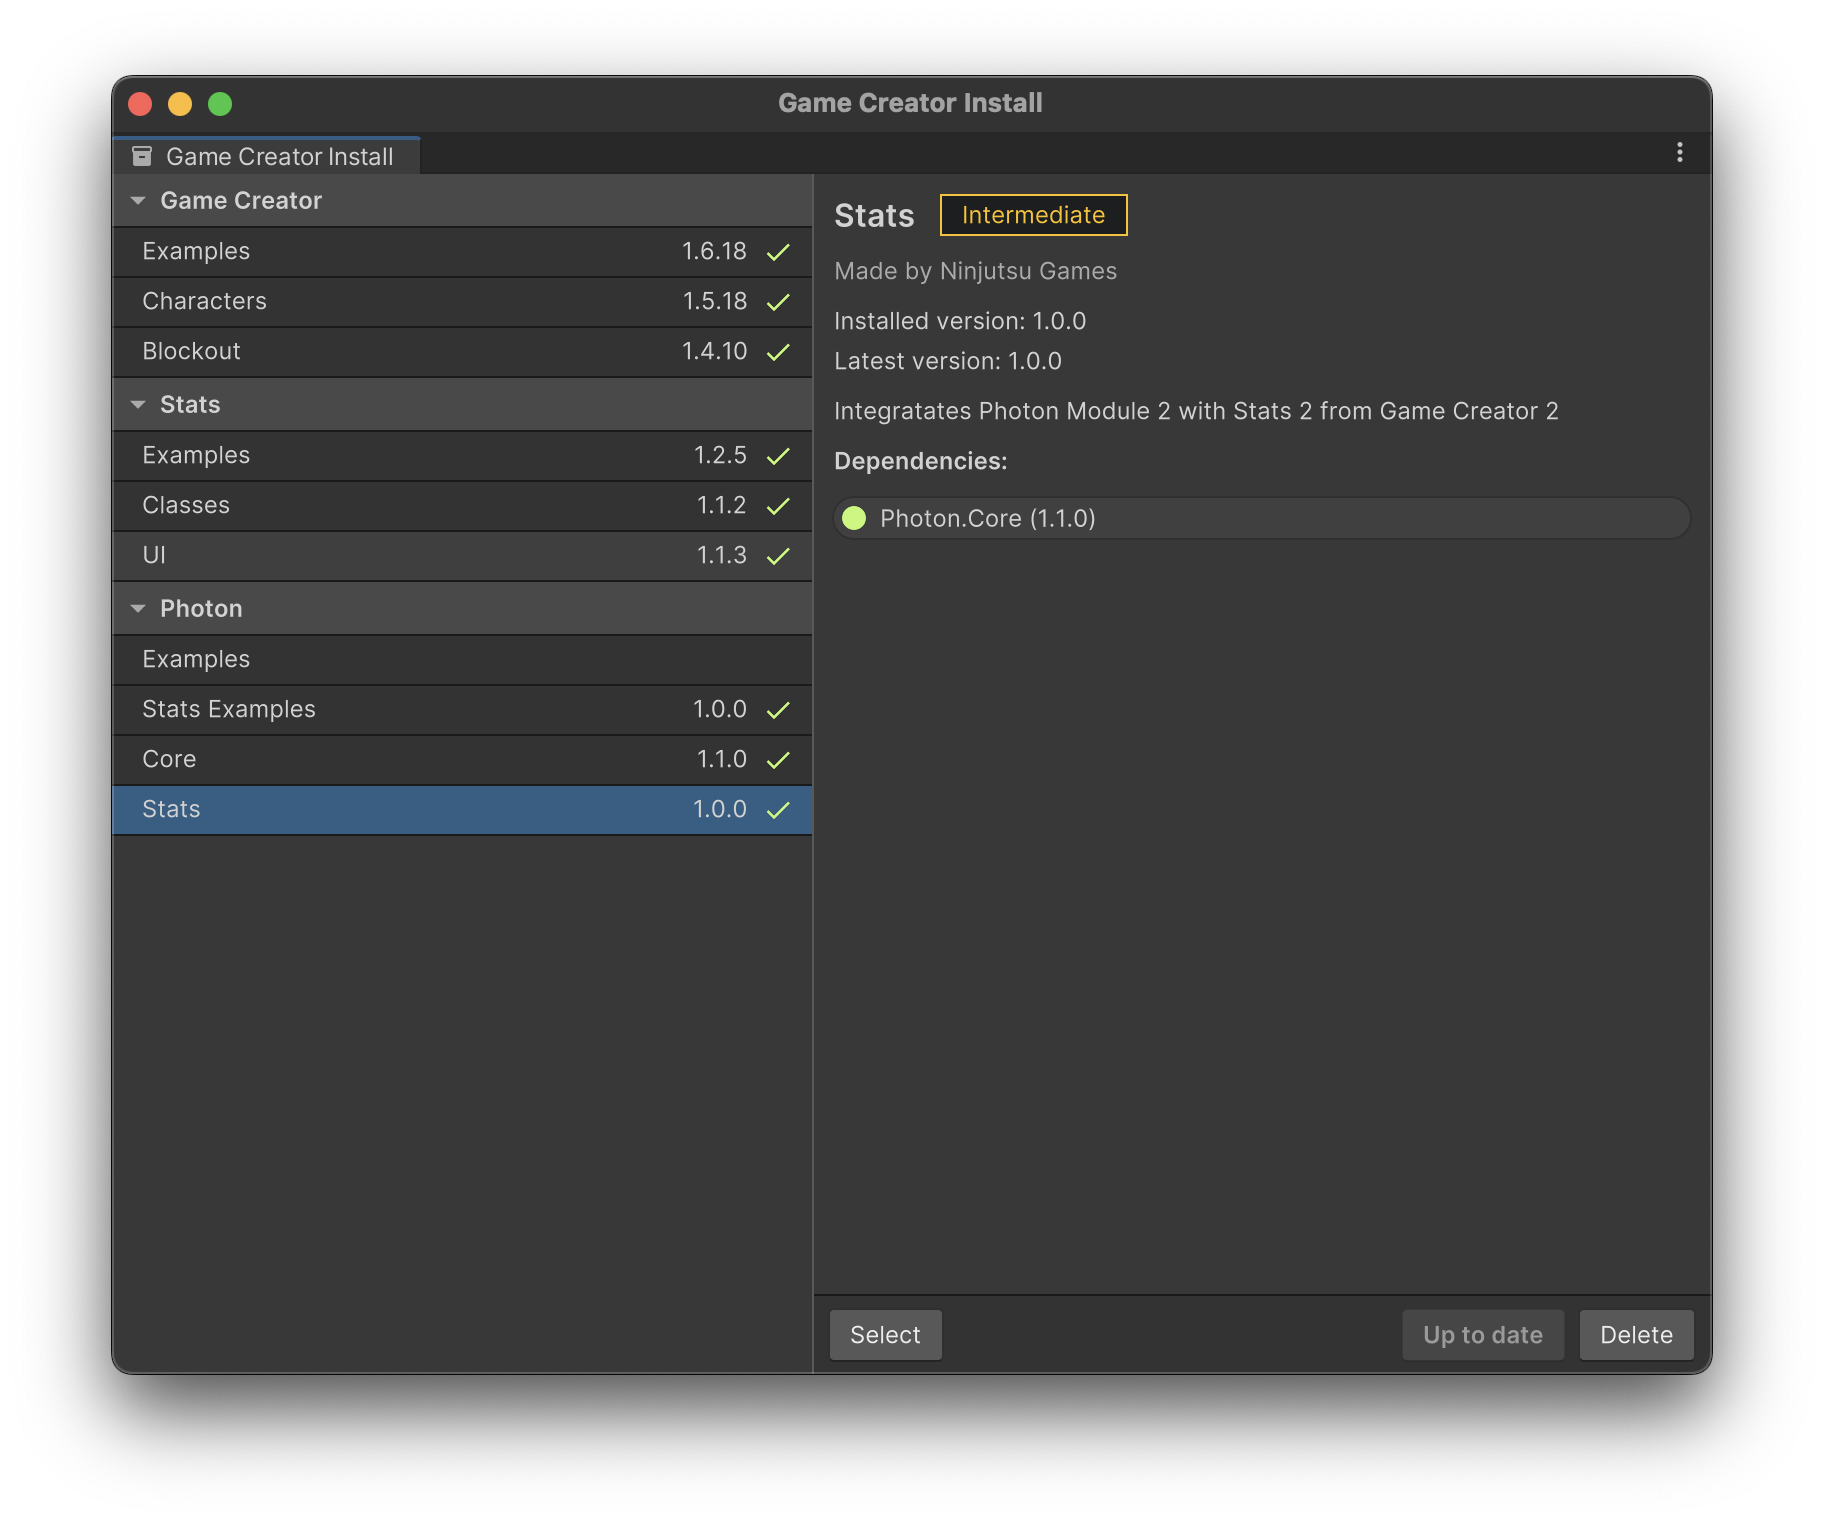 Game Creator Install
Game Creator Install
Game Creator
Examples 1.6.18
Characters 1.5.18
Blockout 1.4.10
Stats
Examples 1.2.5
Classes 1.1.2
UI 1.1.3
Photon
Examples
Stats Examples 1.0.0
Core 1.1.0
Stats 1.0.0
Stats Intermediate
Made by Ninjutsu Games
Installed version: 1.0.0
Latest version: 1.0.0
Integratates Photon Module 2 with Stats 2 from Game Creator 2
Dependencies:
Photon.Core (1.1.0)
Select Up to date Delete